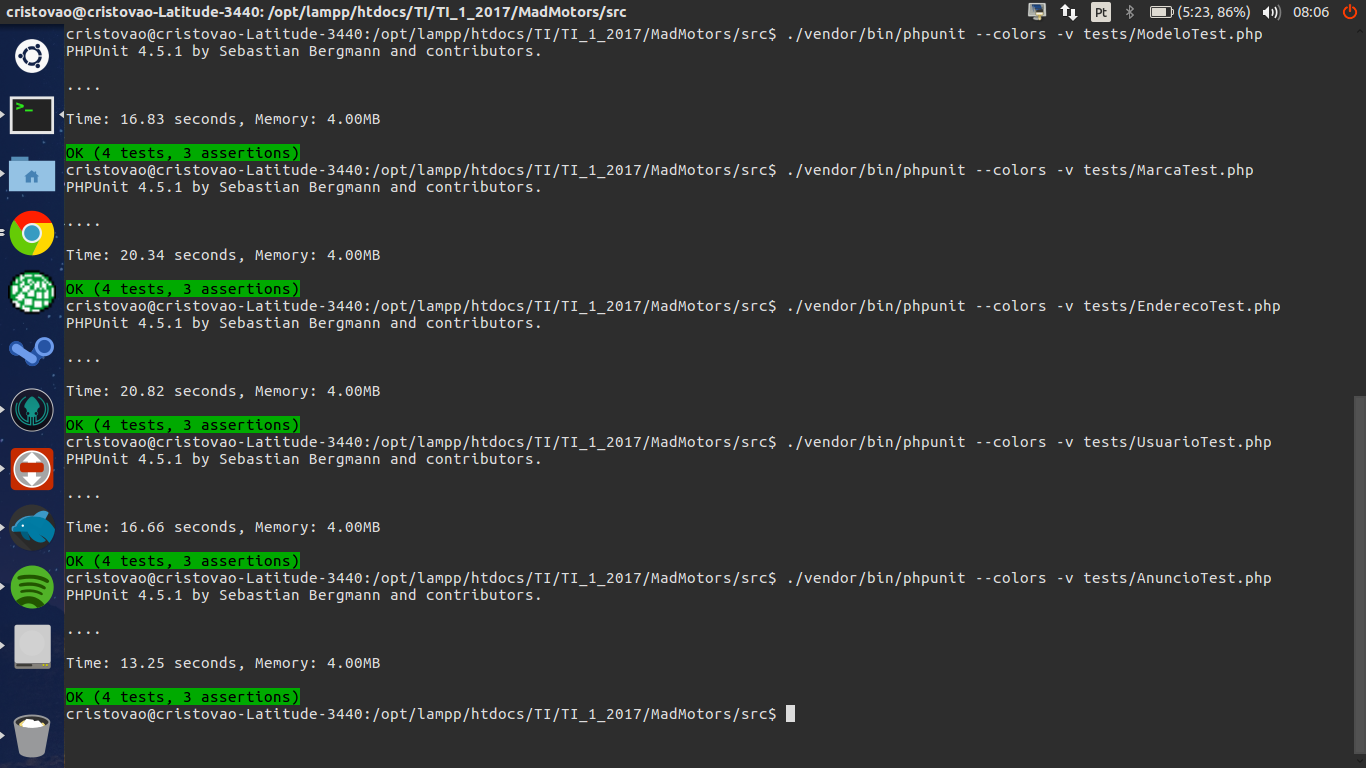 cristovao@cristovao-Latitude-3440: /opt/lampp/htdocs/TI/TI_1_2017/MadMotors/src Pt (5:23, 86%) 08:06
cristovao@cristovao-Latitude-3440:/opt/lampp/htdocs/TI/TI_1_2017/MadMotors/src$ ./vendor/bin/phpunit --colors -v tests/ModeloTest.php
PHPUnit 4.5.1 by Sebastian Bergmann and contributors.
....
Time: 16.83 seconds, Memory: 4.00MB
OK (4 tests, 3 assertions)
cristovao@cristovao-Latitude-3440:/opt/lampp/htdocs/TI/TI_1_2017/MadMotors/src$ ./vendor/bin/phpunit --colors -v tests/MarcaTest.php
PHPUnit 4.5.1 by Sebastian Bergmann and contributors.
....
Time: 20.34 seconds, Memory: 4.00MB
OK (4 tests, 3 assertions)
cristovao@cristovao-Latitude-3440:/opt/lampp/htdocs/TI/TI_1_2017/MadMotors/src$ ./vendor/bin/phpunit --colors -v tests/EnderecoTest.php
PHPUnit 4.5.1 by Sebastian Bergmann and contributors.
....
Time: 20.82 seconds, Memory: 4.00MB
OK (4 tests, 3 assertions)
cristovao@cristovao-Latitude-3440:/opt/lampp/htdocs/TI/TI_1_2017/MadMotors/src$ ./vendor/bin/phpunit --colors -v tests/UsuarioTest.php
PHPUnit 4.5.1 by Sebastian Bergmann and contributors.
....
Time: 16.66 seconds, Memory: 4.00MB
OK (4 tests, 3 assertions)
cristovao@cristovao-Latitude-3440:/opt/lampp/htdocs/TI/TI_1_2017/MadMotors/src$ ./vendor/bin/phpunit --colors -v tests/AnuncioTest.php
PHPUnit 4.5.1 by Sebastian Bergmann and contributors.
....
Time: 13.25 seconds, Memory: 4.00MB
OK (4 tests, 3 assertions)
cristovao@cristovao-Latitude-3440:/opt/lampp/htdocs/TI/TI_1_2017/MadMotors/src$